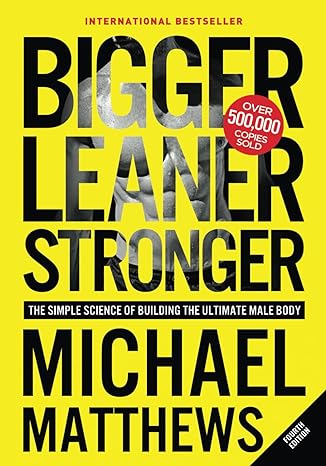 INTERNATIONAL BESTSELLER
BIGGER
LEANER
STRONGER
OVER
500,000
COPIES
SOLD
THE SIMPLE SCIENCE OF BUILDING THE ULTIMATE MALE BODY
MICHAEL
MATTHEWS
FOURTH
EDITION